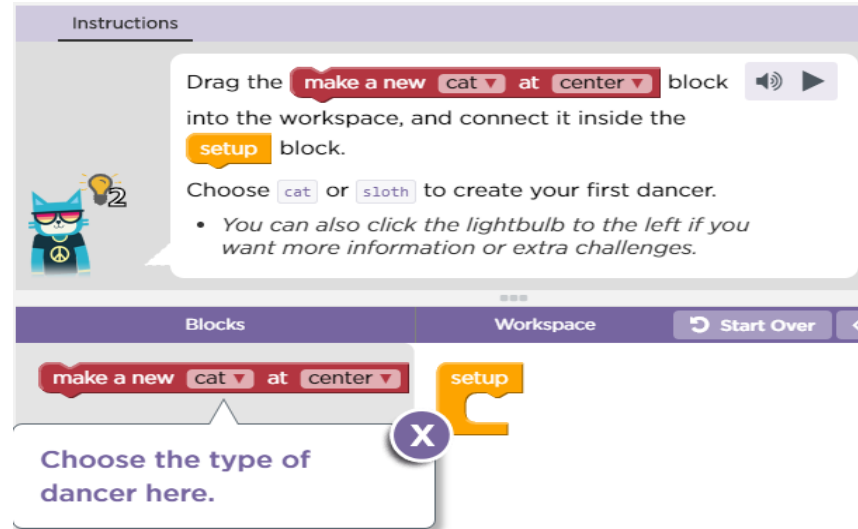 Instructions
Drag the make a new cat ▼ at center ▼ block
into the workspace, and connect it inside the
setup block.
Choose cat or sloth to create your first dancer.
• You can also click the lightbulb to the left if you
want more information or extra challenges.
2
Blocks
Workspace
Start Over
make a new cat ▼ at center ▼
setup
X
Choose the type of
dancer here.